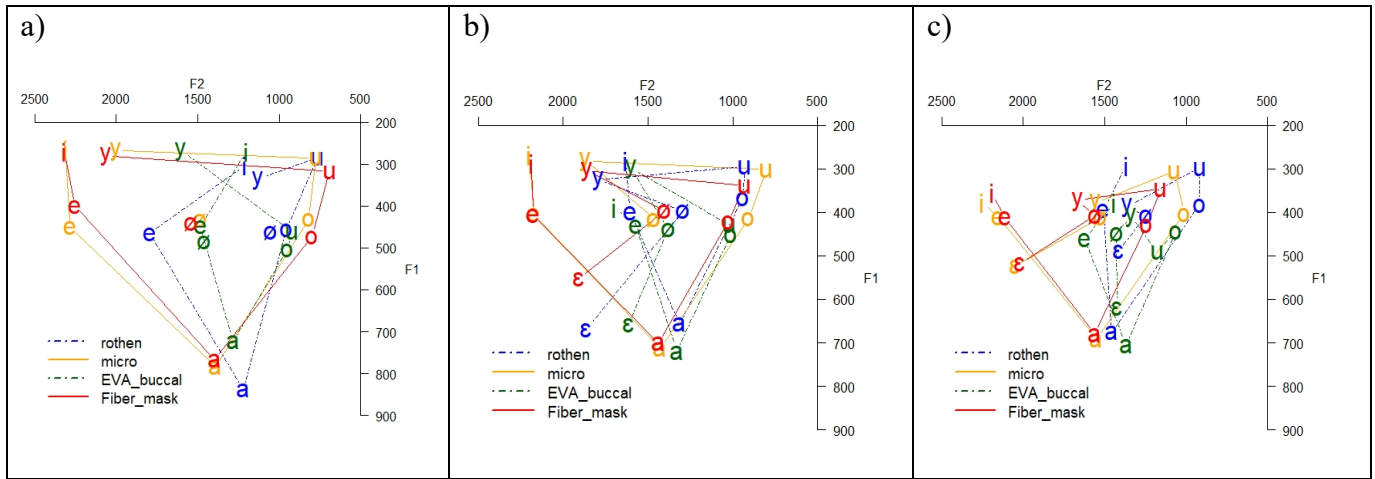 a)
F2
2500 2000 1500 1000 500
200
300
400
500
600
700
800
900
F1
i y y y i i y u u u
e e e ø ø ɛ ø ø o u o o o
a a a a
rothen
micro
EVA_buccal
Fiber_mask
b)
F2
2500 2000 1500 1000 500
200
300
400
500
600
700
800
900
F1
i i y y i y y u u u
e e i e e ø ø ø ø o o o o u
ɛ ɛ ɛ
a a a a
rothen
micro
EVA_buccal
Fiber_mask
c)
F2
2500 2000 1500 1000 500
200
300
400
500
600
700
800
900
F1
i i i i y y y y u u u u
e e e e ø ø ø ø o o o
ɛ ɛ ɛ ɛ
a a a a
rothen
micro
EVA_buccal
Fiber_mask